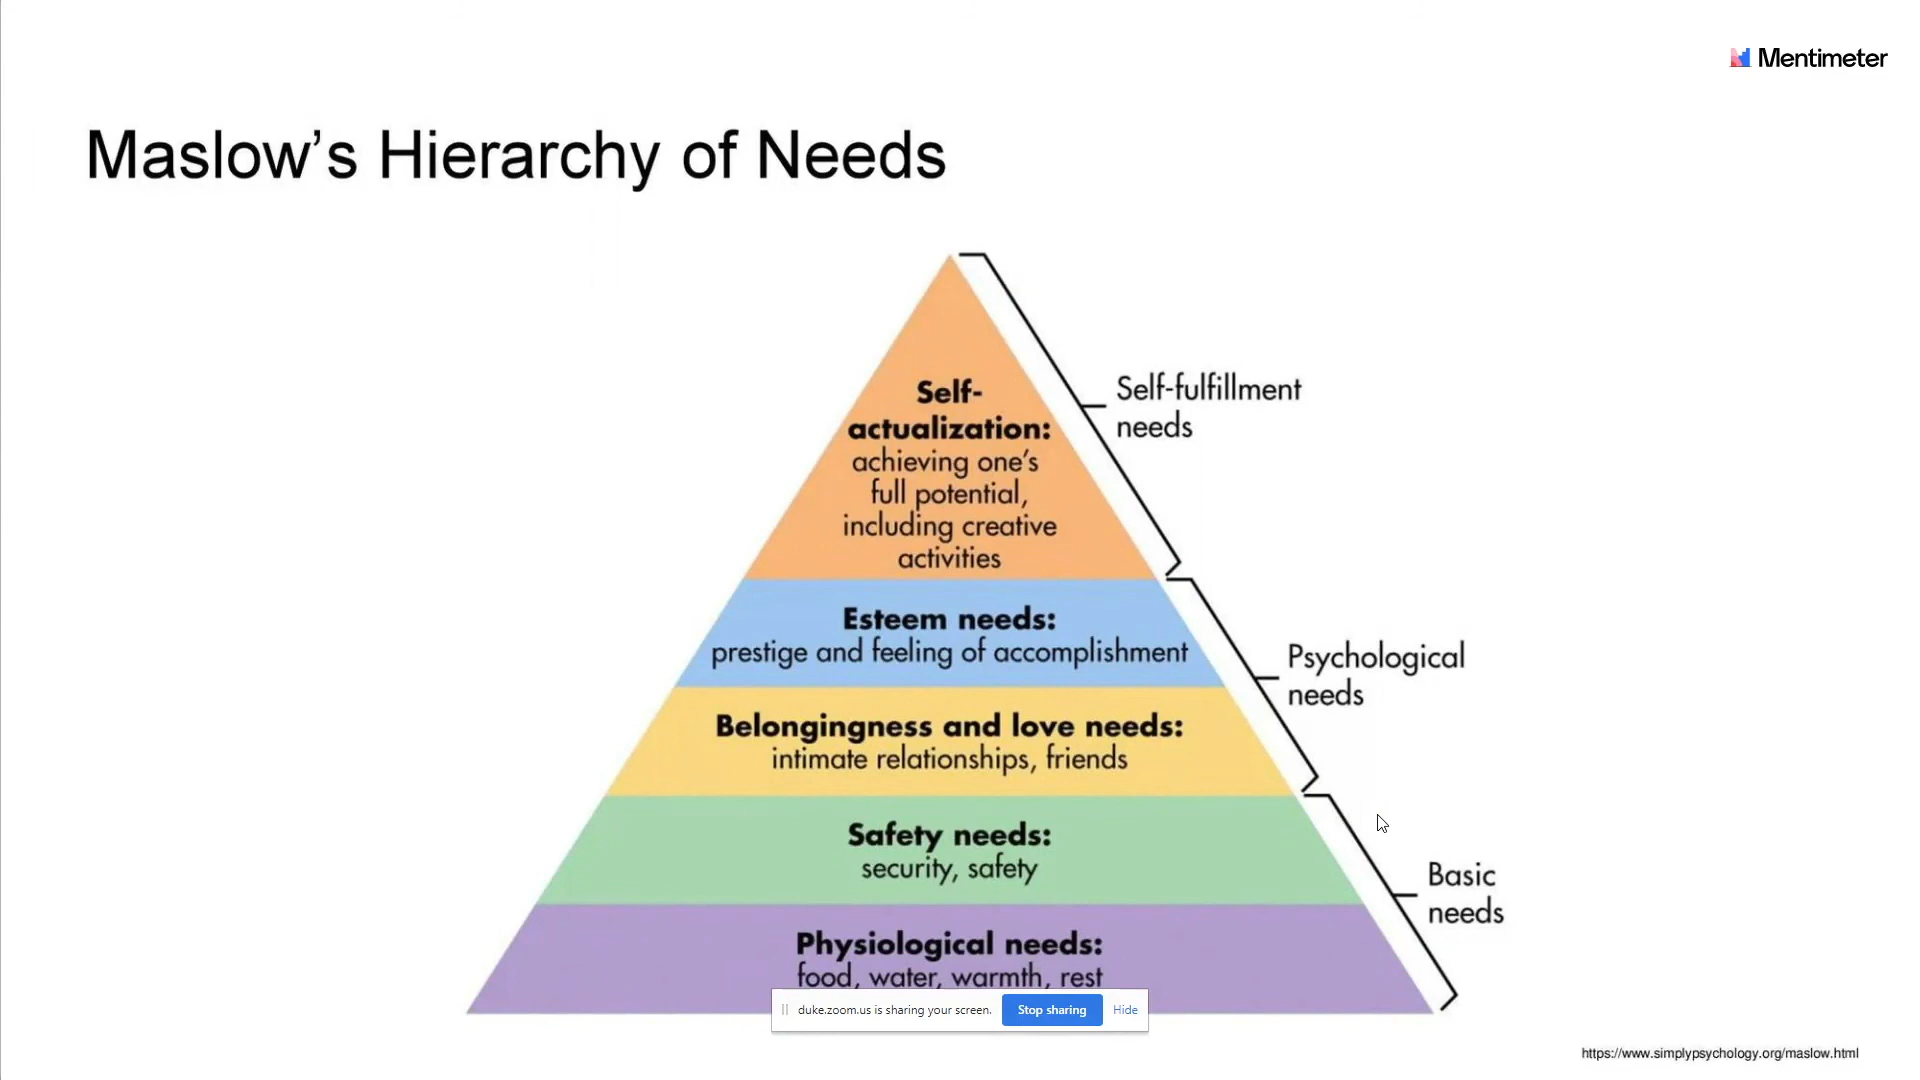 Mentimeter
Maslow’s Hierarchy of Needs
Self-
actualization:
achieving one’s
full potential,
including creative
activities
Self-fulfillment
needs
Esteem needs:
prestige and feeling of accomplishment
Psychological
needs
Belongingness and love needs:
intimate relationships, friends
Safety needs:
security, safety
Basic
needs
Physiological needs:
food, water, warmth, rest
duke.zoom.us is sharing your screen.
Stop sharing
Hide
https://www.simplypsychology.org/maslow.html